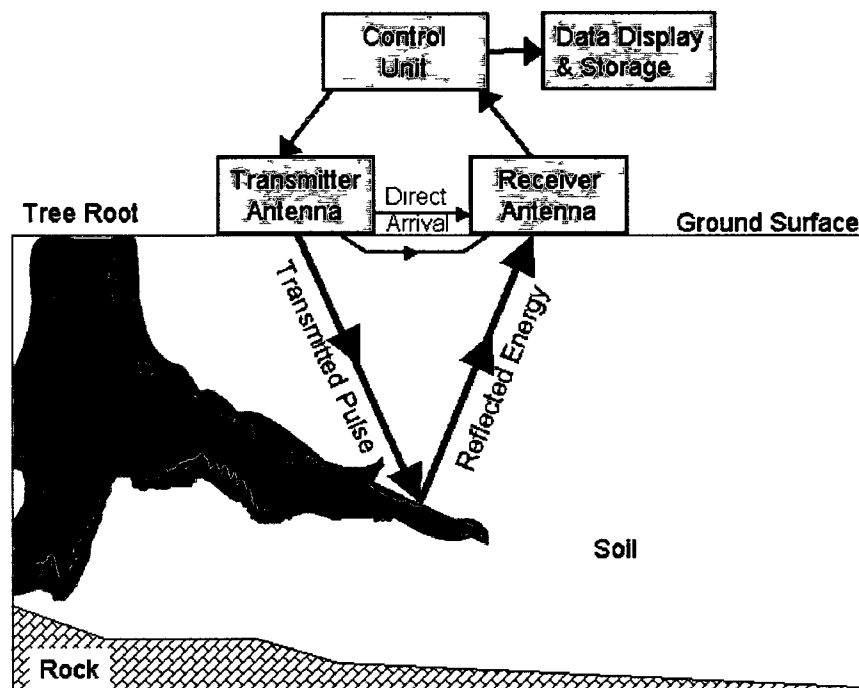 Control
Unit
Data Display
& Storage
Transmitter
Antenna
Direct
Arrival
Receiver
Antenna
Tree Root
Ground Surface
Transmitted Pulse
Reflected Energy
Soil
Rock